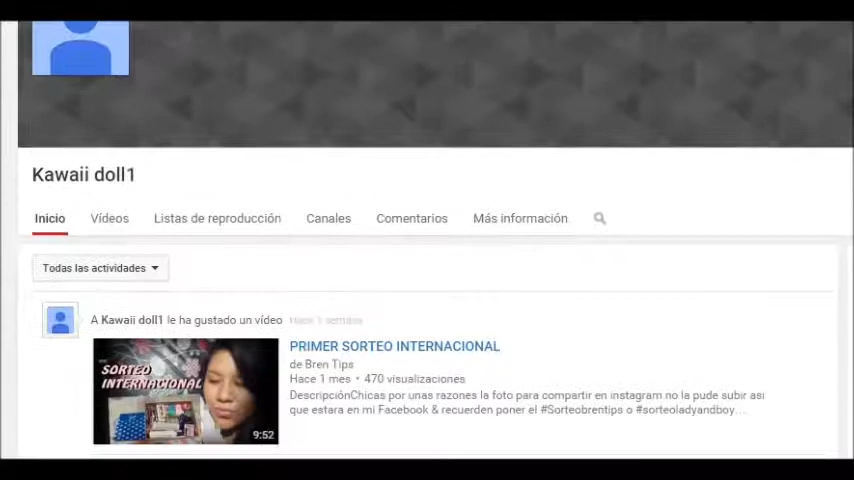 Kawaii doll1
Inicio Vídeos Listas de reproducción Canales Comentarios Más información
Todas las actividades
A Kawaii doll1 le ha gustado un vídeo Hace 1 semana
SORTEO
INTERNACIONAL
9:52
PRIMER SORTEO INTERNACIONAL
de Bren Tips
Hace 1 mes • 470 visualizaciones
DescripciónChicas por unas razones la foto para compartir en instagram no la pude subir asi
que estara en mi Facebook & recuerden poner el #Sorteobrentips o #sorteoladyandboy...